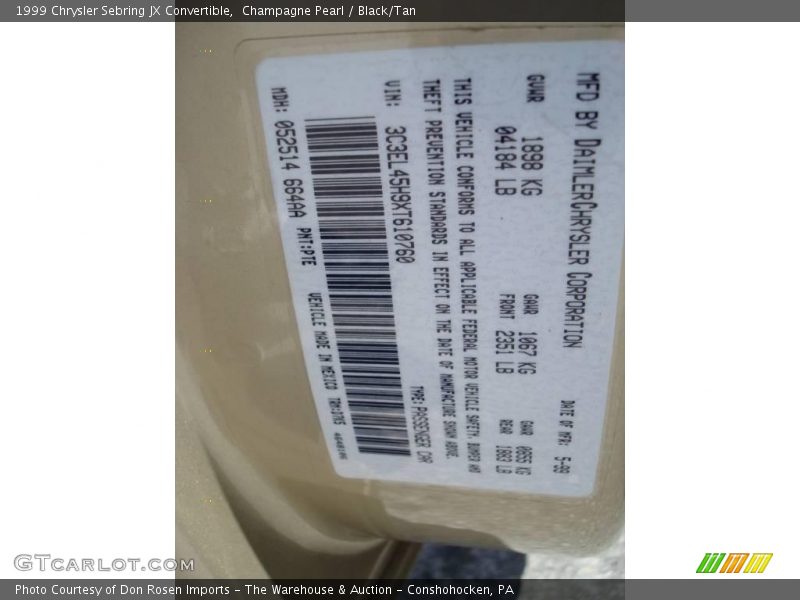 1999 Chrysler Sebring JX Convertible,  Champagne Pearl / Black/Tan
MFD BY DAIMLERCHRYSLER CORPORATION
DATE OF MFR: 5-99
GVWR 1898 KG
04184 LB
GAWR 1067 KG
FRONT 2351 LB
GAWR 0855 KG
REAR 1883 LB
THIS VEHICLE CONFORMS TO ALL APPLICABLE FEDERAL MOTOR VEHICLE SAFETY, BUMPER AND
THEFT PREVENTION STANDARDS IN EFFECT ON THE DATE OF MANUFACTURE SHOWN ABOVE.
VIN: 3C3EL45H9XT610760
TYPE: PASSENGER CAR
MDH: 052514 664AA
PNT: PTE
VEHICLE MADE IN MEXICO
GTCARLOT.COM
Photo Courtesy of Don Rosen Imports - The Warehouse & Auction - Conshohocken, PA